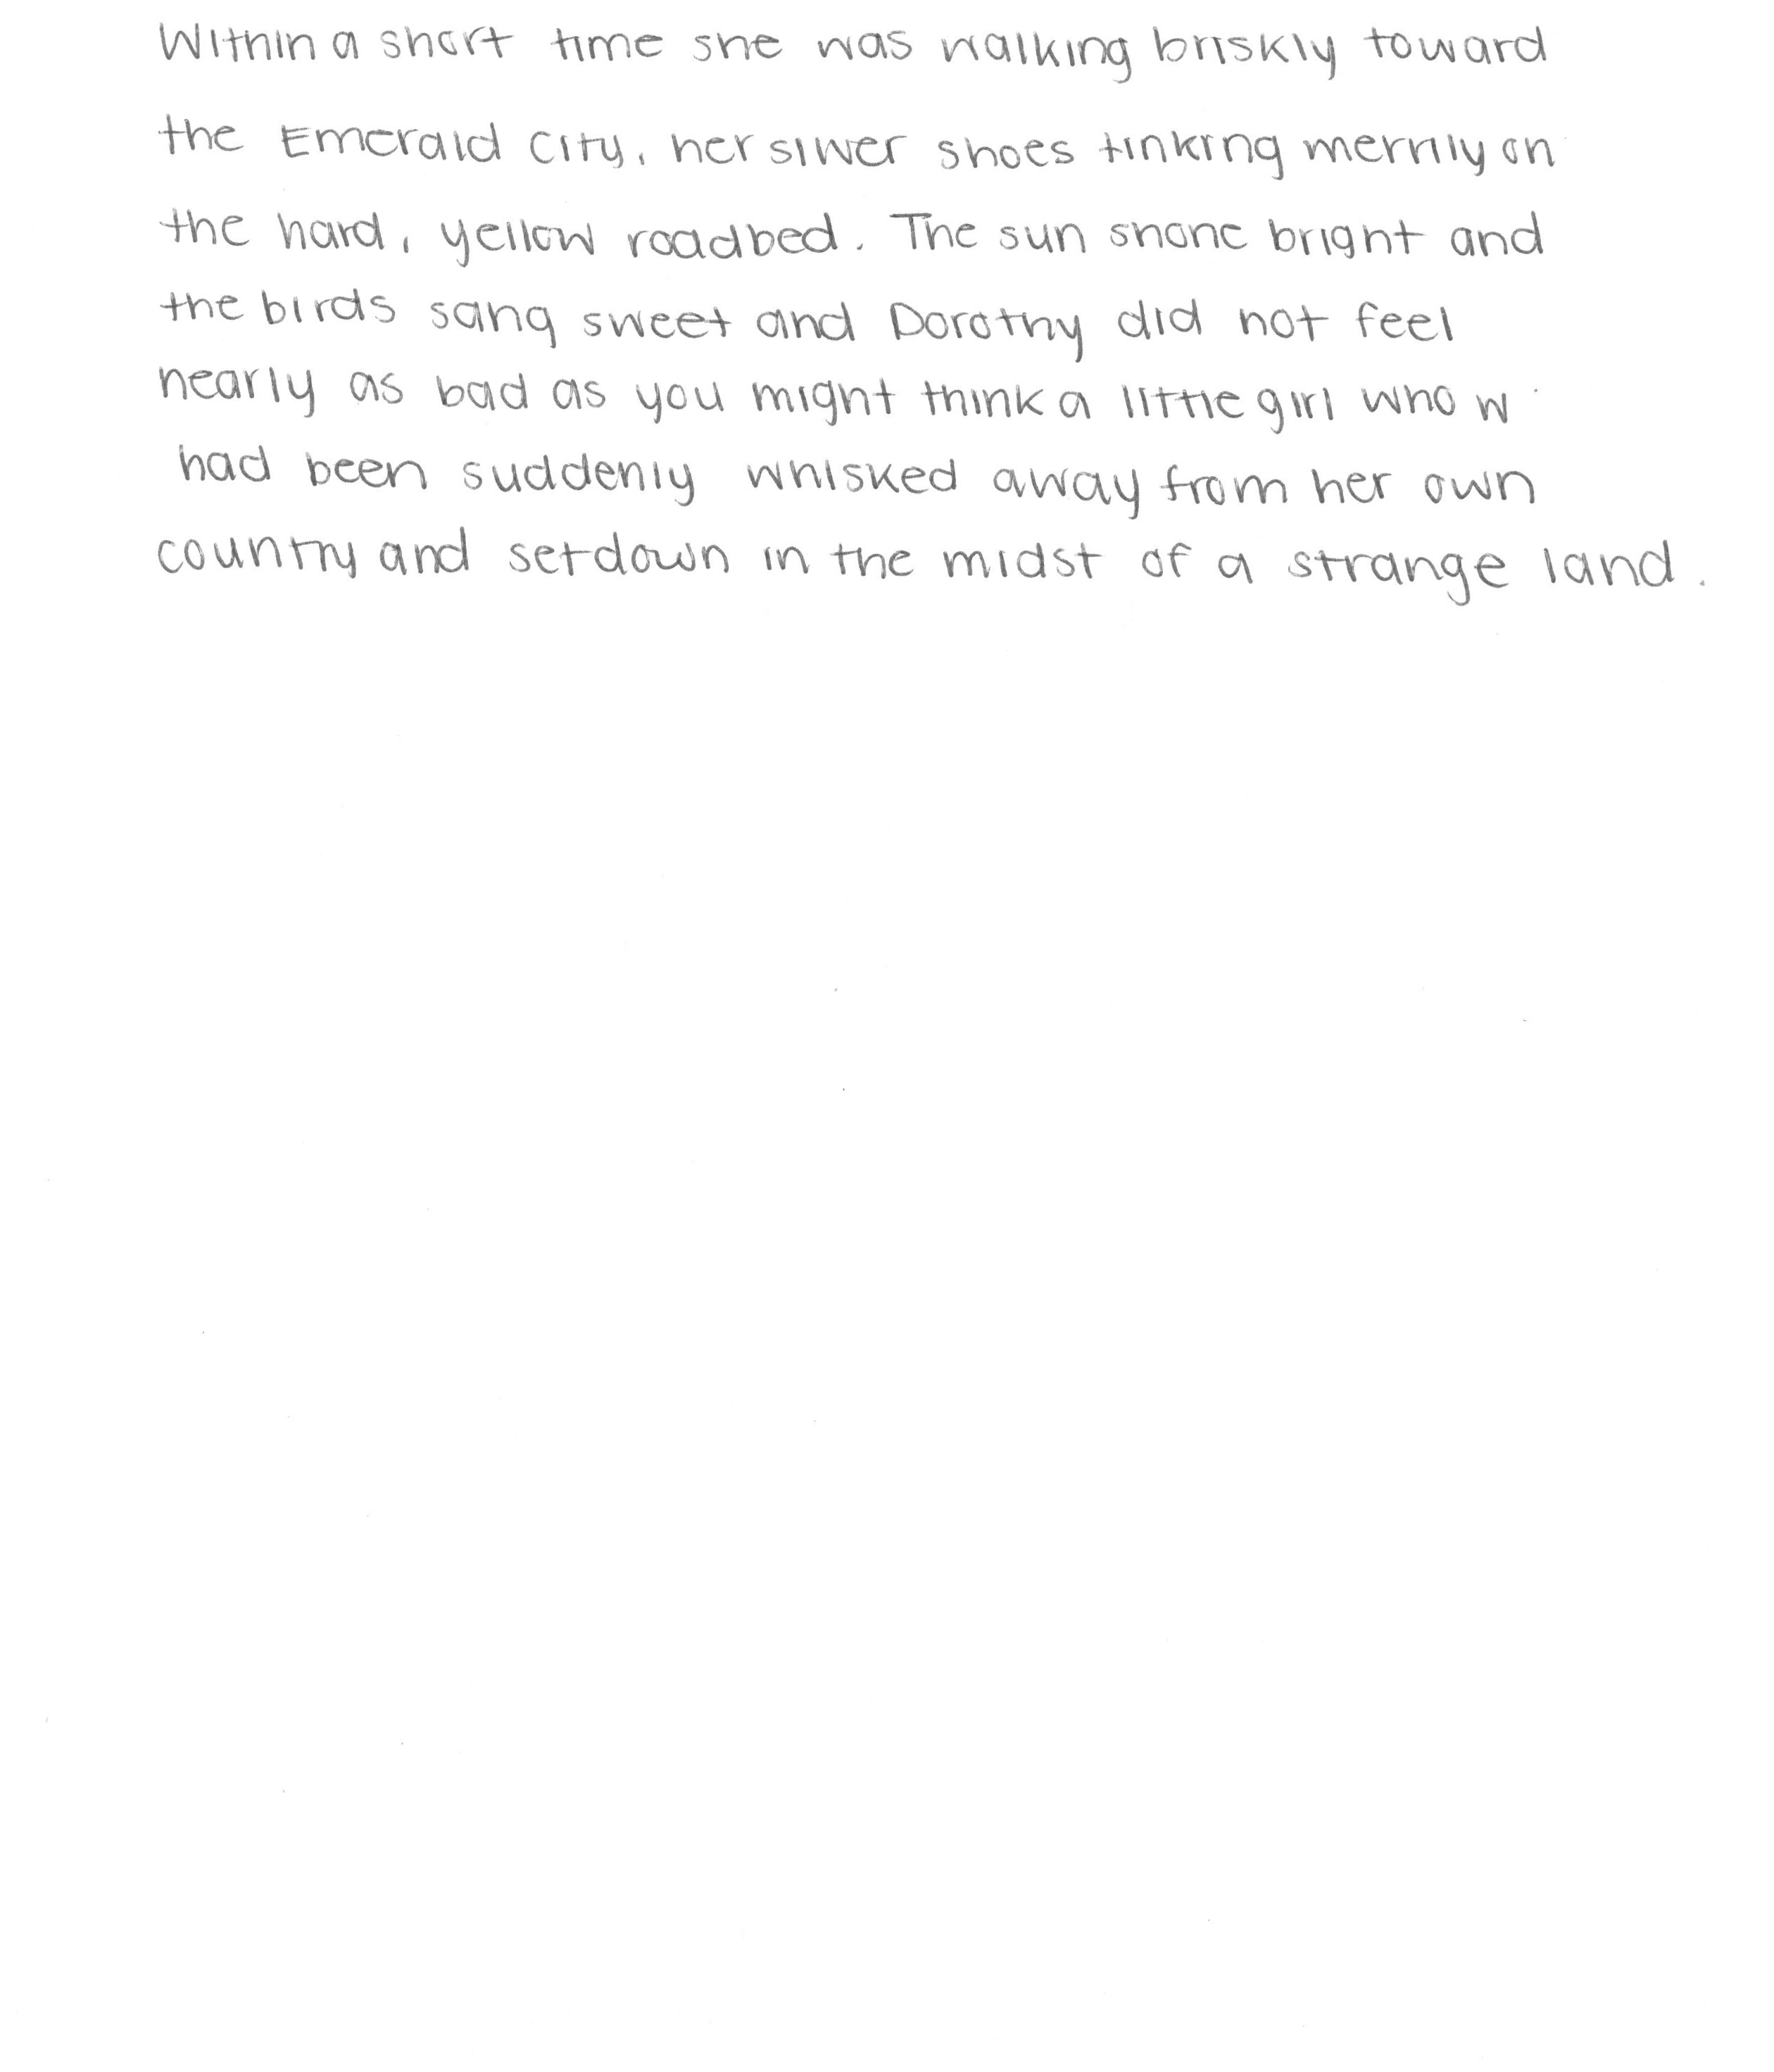 Within a short time she was walking briskly toward
the Emerald City, her silver shoes tinking merrily on
the hard, yellow roadbed. The sun shone bright and
the birds sang sweet and Dorothy did not feel
nearly as bad as you might think a little girl who w
had been suddenly whisked away from her own
country and set down in the midst of a strange land.